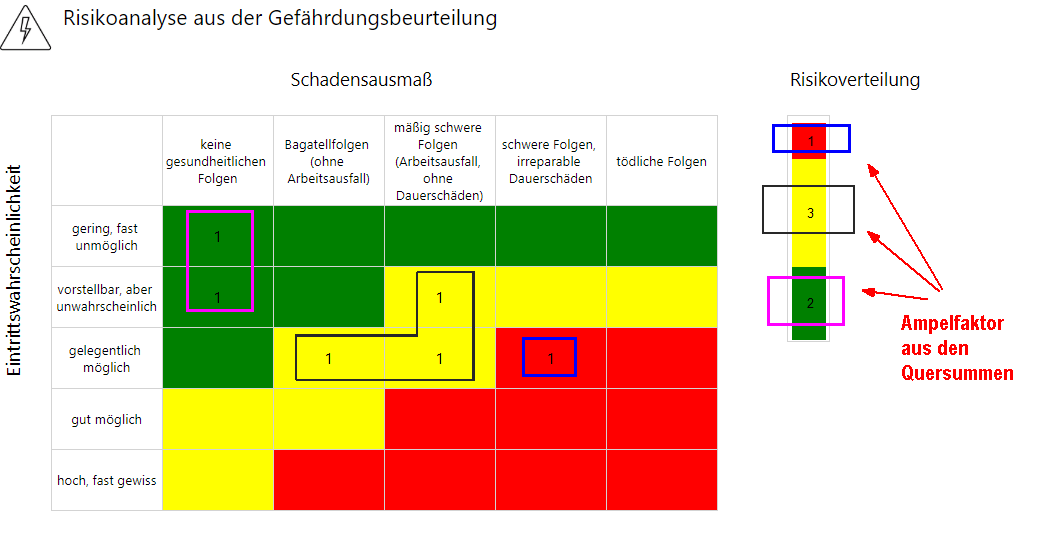 Risikoanalyse aus der Gefährdungsbeurteilung
Schadensausmaß
Risikoverteilung
Eintrittswahrscheinlichkeit
keine
gesundheitlichen
Folgen
Bagatellfolgen
(ohne
Arbeitsausfall)
mäßig schwere
Folgen
(Arbeitsausfall,
ohne
Dauerschäden)
schwere Folgen,
irreparable
Dauerschäden
tödliche Folgen
gering, fast
unmöglich
1
vorstellbar, aber
unwahrscheinlich
1
1
gelegentlich
möglich
1
1
1
gut möglich
hoch, fast gewiss
1
3
2
Ampelfaktor
aus den
Quersummen